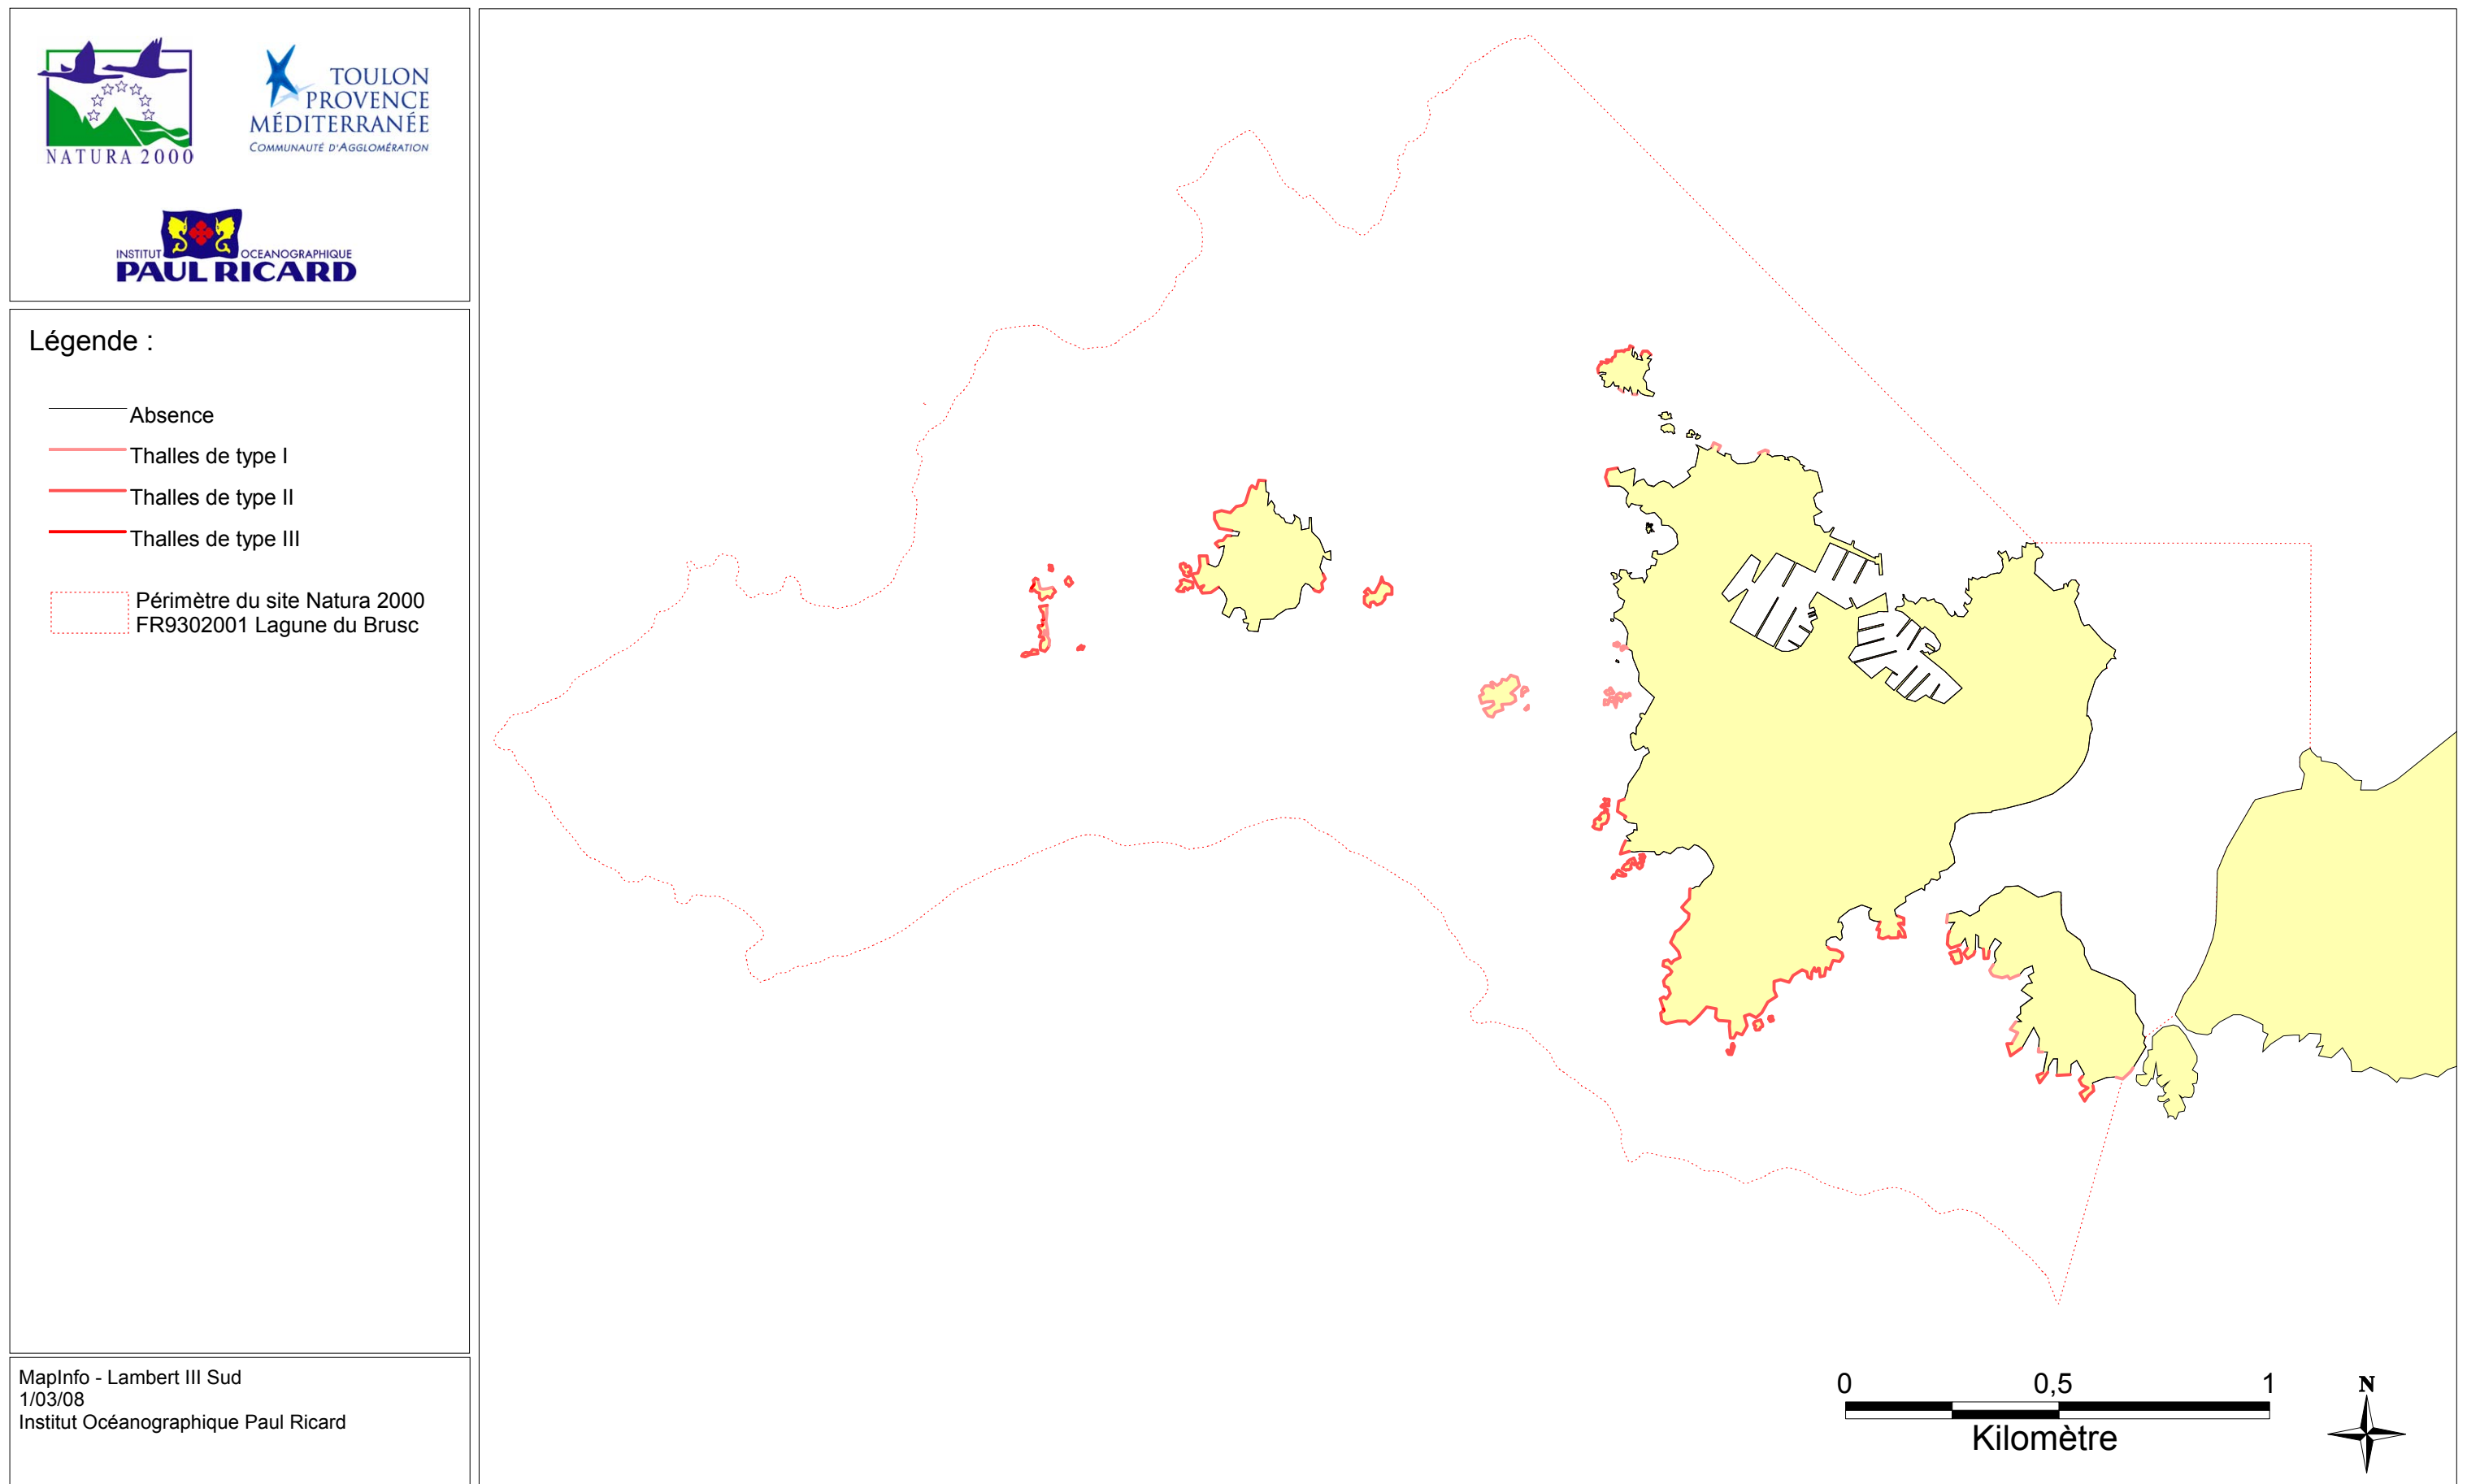 NATURA 2000
TOULON
PROVENCE
MÉDITERRANÉE
COMMUNAUTÉ D'AGGLOMÉRATION
INSTITUT OCEANOGRAPHIQUE
PAUL RICARD
Légende :
Absence
Thalles de type I
Thalles de type II
Thalles de type III
Périmètre du site Natura 2000
FR9302001 Lagune du Brusc
MapInfo - Lambert III Sud
1/03/08
Institut Océanographique Paul Ricard
0 0,5 1
Kilomètre
N